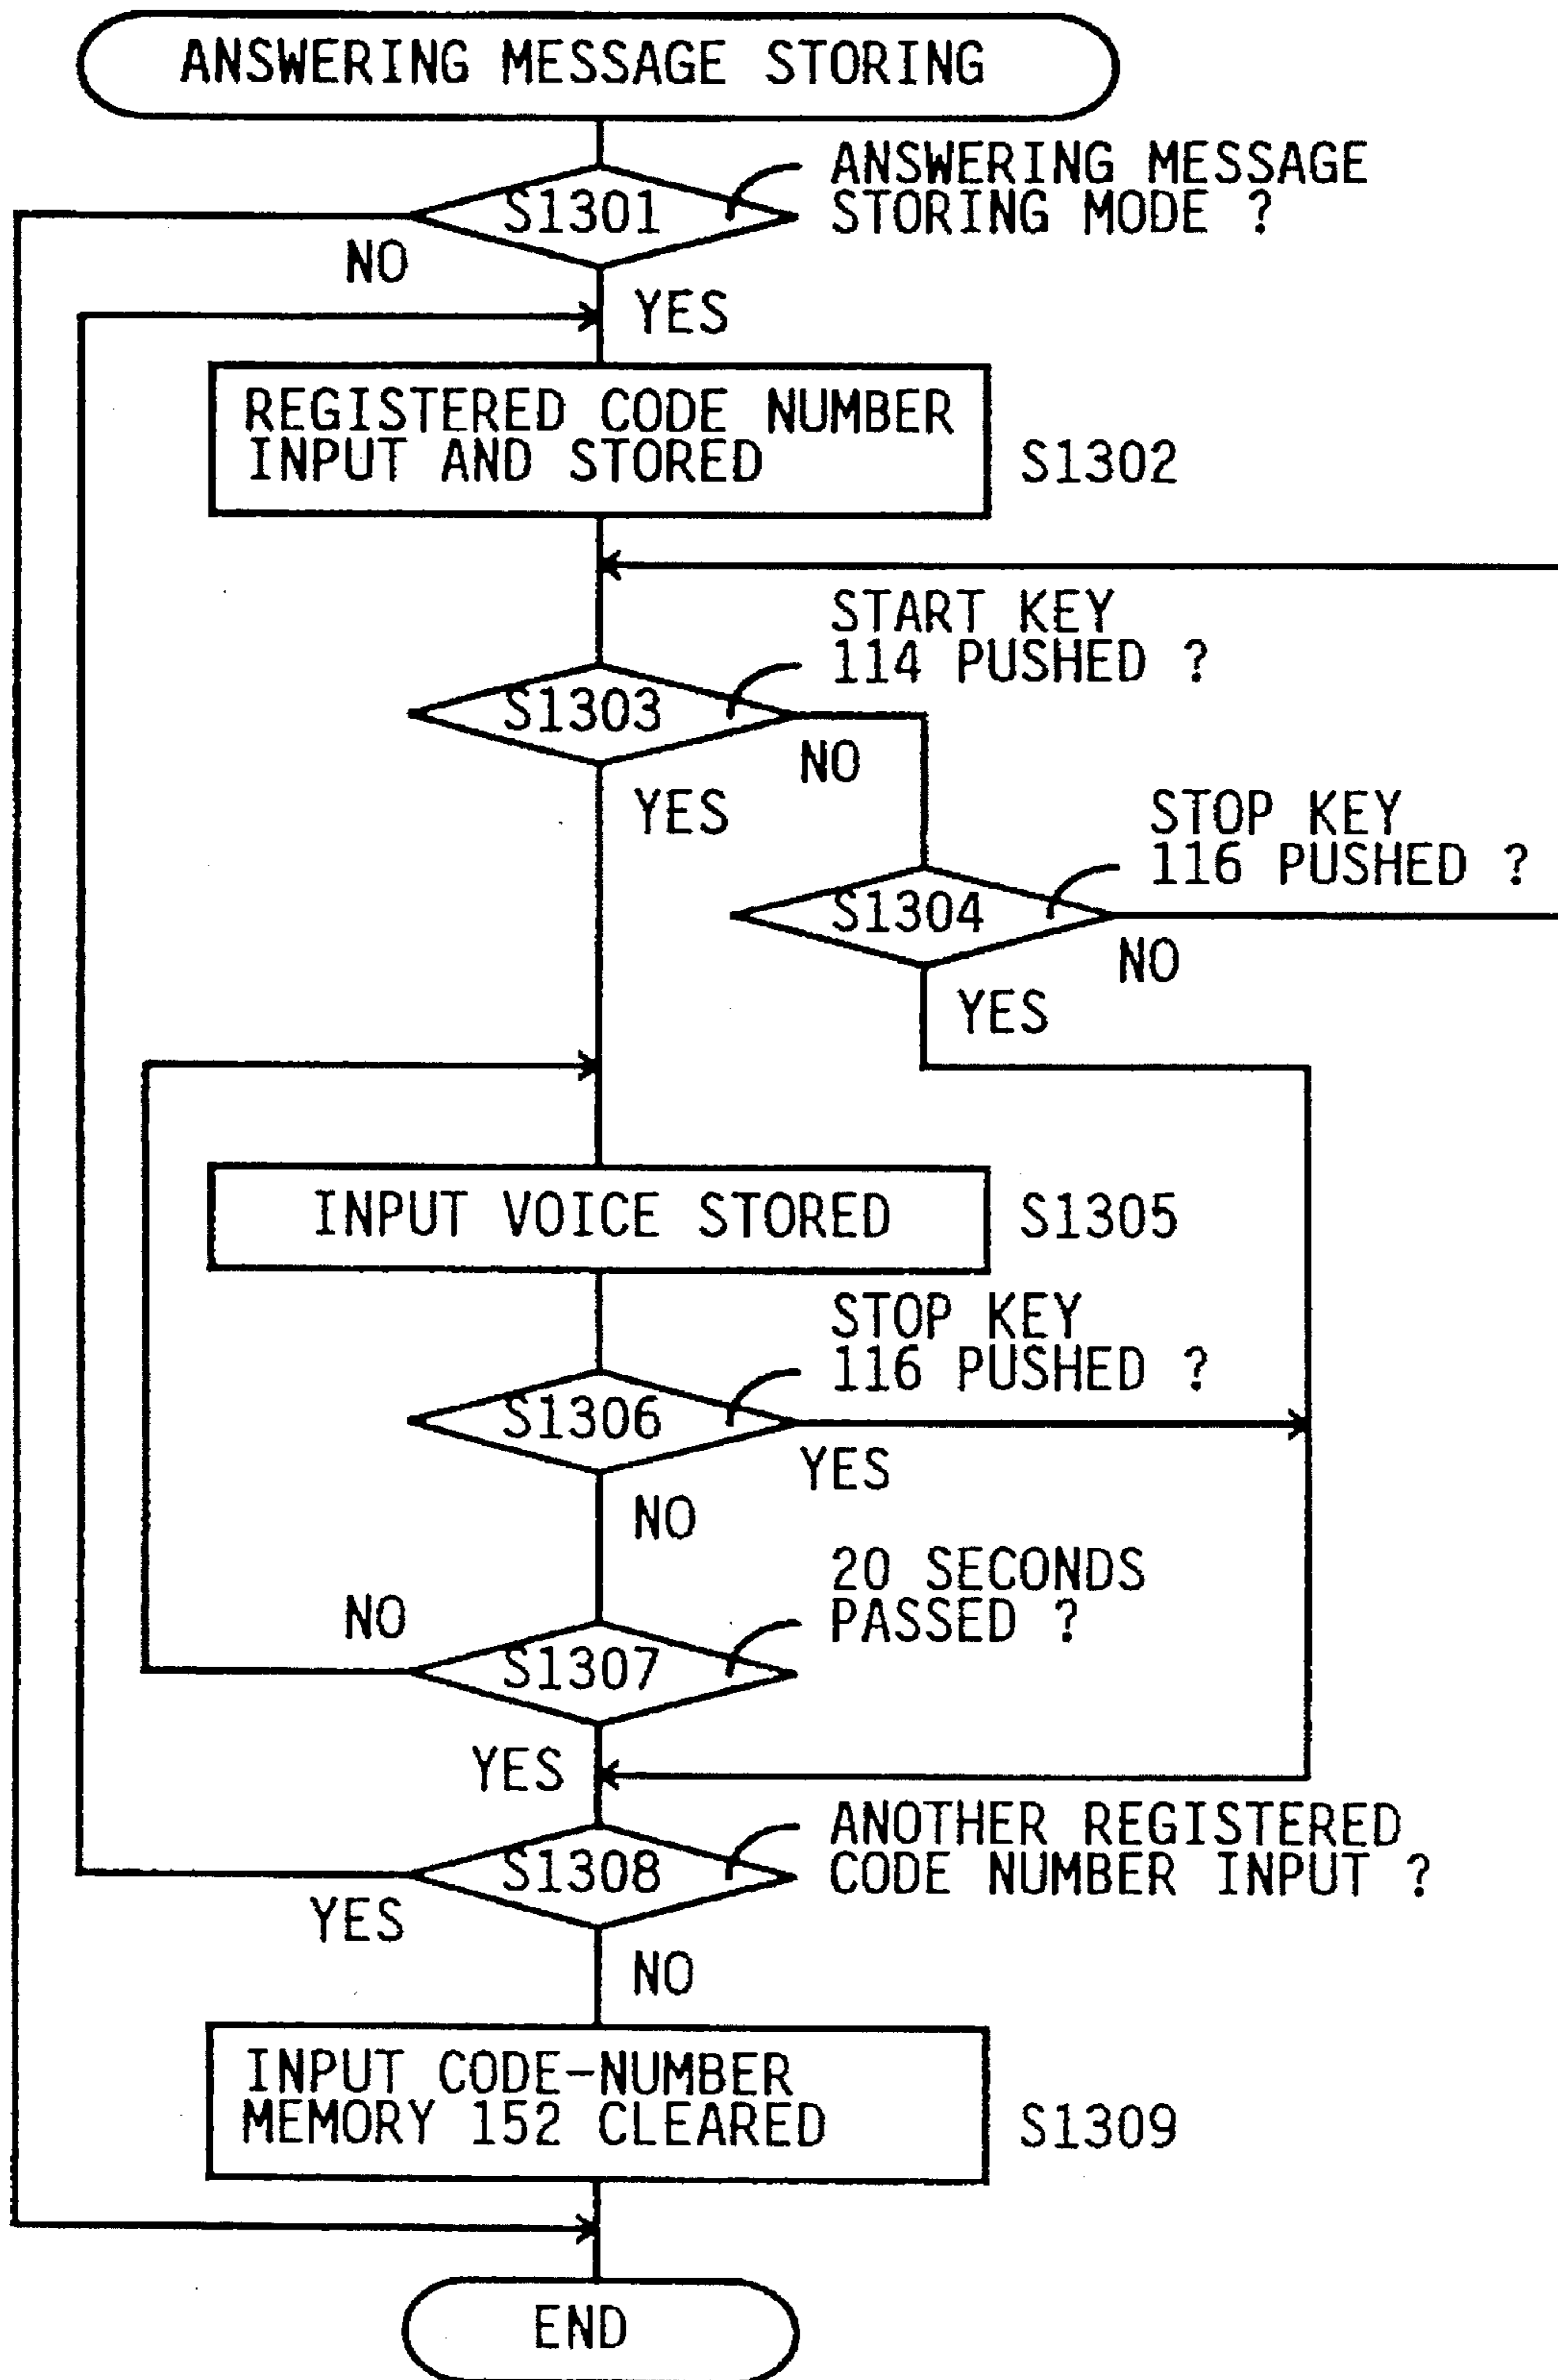 ANSWERING MESSAGE STORING
ANSWERING MESSAGE
STORING MODE ?
S1301
NO
YES
REGISTERED CODE NUMBER
INPUT AND STORED
S1302
START KEY
114 PUSHED ?
S1303
NO
YES
STOP KEY
116 PUSHED ?
S1304
NO
YES
INPUT VOICE STORED
S1305
STOP KEY
116 PUSHED ?
S1306
YES
NO
20 SECONDS
PASSED ?
NO
S1307
YES
ANOTHER REGISTERED
CODE NUMBER INPUT ?
S1308
YES
NO
INPUT CODE-NUMBER
MEMORY 152 CLEARED
S1309
END